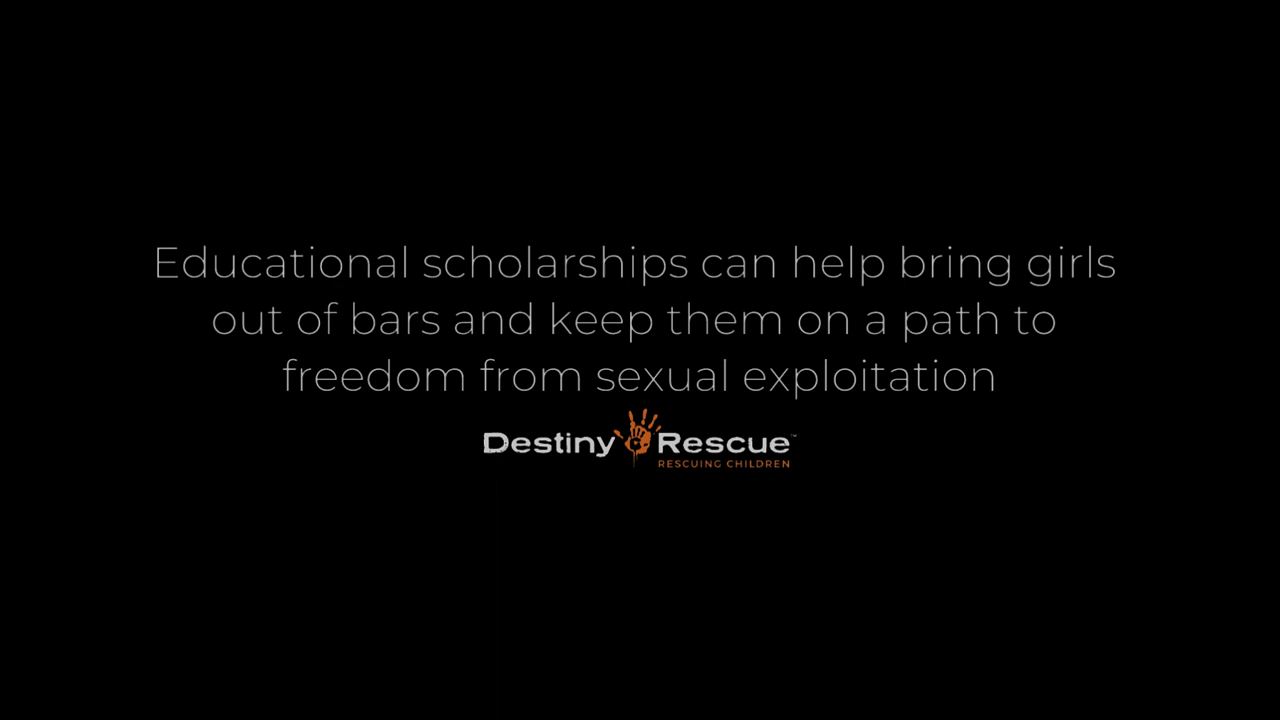 Educational scholarships can help bring girls
out of bars and keep them on a path to
freedom from sexual exploitation
Destiny Rescue™
RESCUING CHILDREN